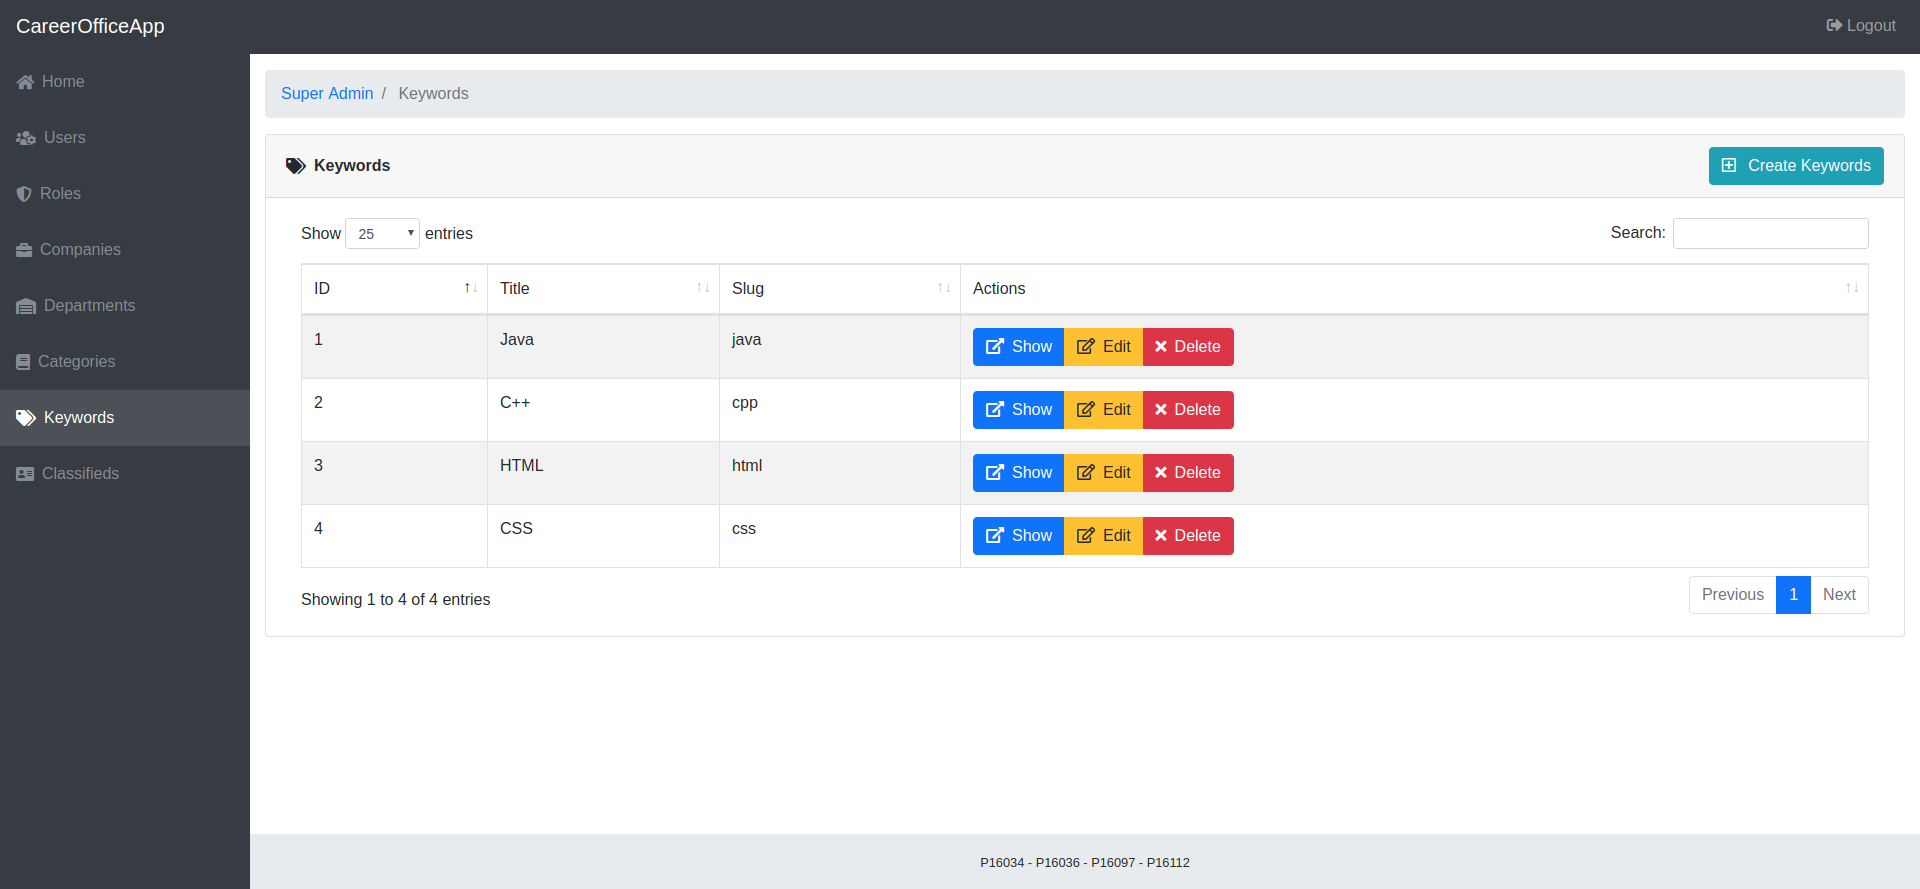 CareerOfficeApp
Logout
Home
Users
Roles
Companies
Departments
Categories
Keywords
Classifieds
Super Admin / Keywords
Keywords
Create Keywords
Show 25 entries
Search:
ID Title Slug Actions
1 Java java Show Edit Delete
2 C++ cpp Show Edit Delete
3 HTML html Show Edit Delete
4 CSS css Show Edit Delete
Showing 1 to 4 of 4 entries
Previous 1 Next
P16034 - P16036 - P16097 - P16112